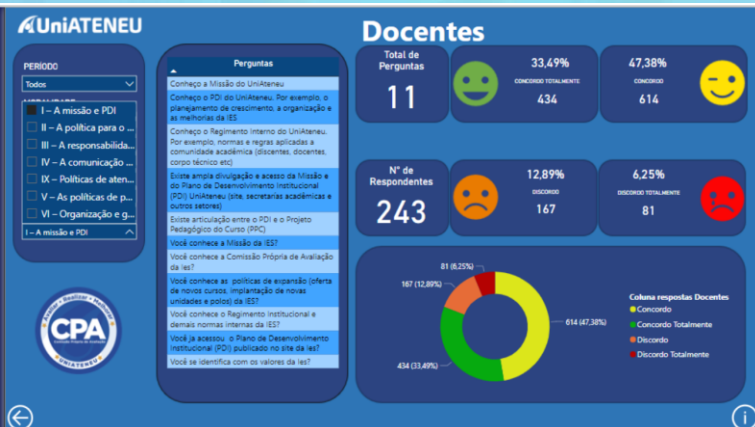 UniATENEU
Docentes
PERÍODO
Todos
I – A missão e PDI
II – A política para o ...
III – A responsabilida...
IV – A comunicação ...
IX – Políticas de aten...
V – As políticas de p...
VI – Organização e g...
I – A missão e PDI
Perguntas
Conheço a Missão do UniAteneu
Conheço o PDI do UniAteneu. Por exemplo, o
planejamento de crescimento, a organização e
as melhorias da IES
Conheço o Regimento Interno do UniAteneu.
Por exemplo, normas e regras aplicadas a
comunidade acadêmica (discentes, docentes,
corpo técnico etc)
Existe ampla divulgação e acesso da Missão e
do Plano de Desenvolvimento Institucional
(PDI) UniAteneu (site, secretarias acadêmicas e
outros setores)
Existe articulação entre o PDI e o Projeto
Pedagógico do Curso (PPC)
Você conhece a Missão da IES?
Você conhece a Comissão Própria de Avaliação
da Ies?
Você conhece as políticas de expansão (oferta
de novos cursos, implantação de novas
unidades e polos) da IES?
Você conhece o Regimento Institucional e
demais normas internas da IES?
Você ja acessou o Plano de Desenvolvimento
Institucional (PDI) publicado no site da Ies?
Você se identifica com os valores da Ies?
Total de
Perguntas
11
33,49%
CONCORDO TOTALMENTE
434
47,38%
CONCORDO
614
N° de
Respondentes
243
12,89%
DISCORDO
167
6,25%
DISCORDO TOTALMENTE
81
81 (6,25%)
167 (12,89%)
614 (47,38%)
434 (33,49%)
Coluna respostas Docentes
Concordo
Concordo Totalmente
Discordo
Discordo Totalmente
Avaliar - Realizar - Melhorar
CPA
UNIATENEU